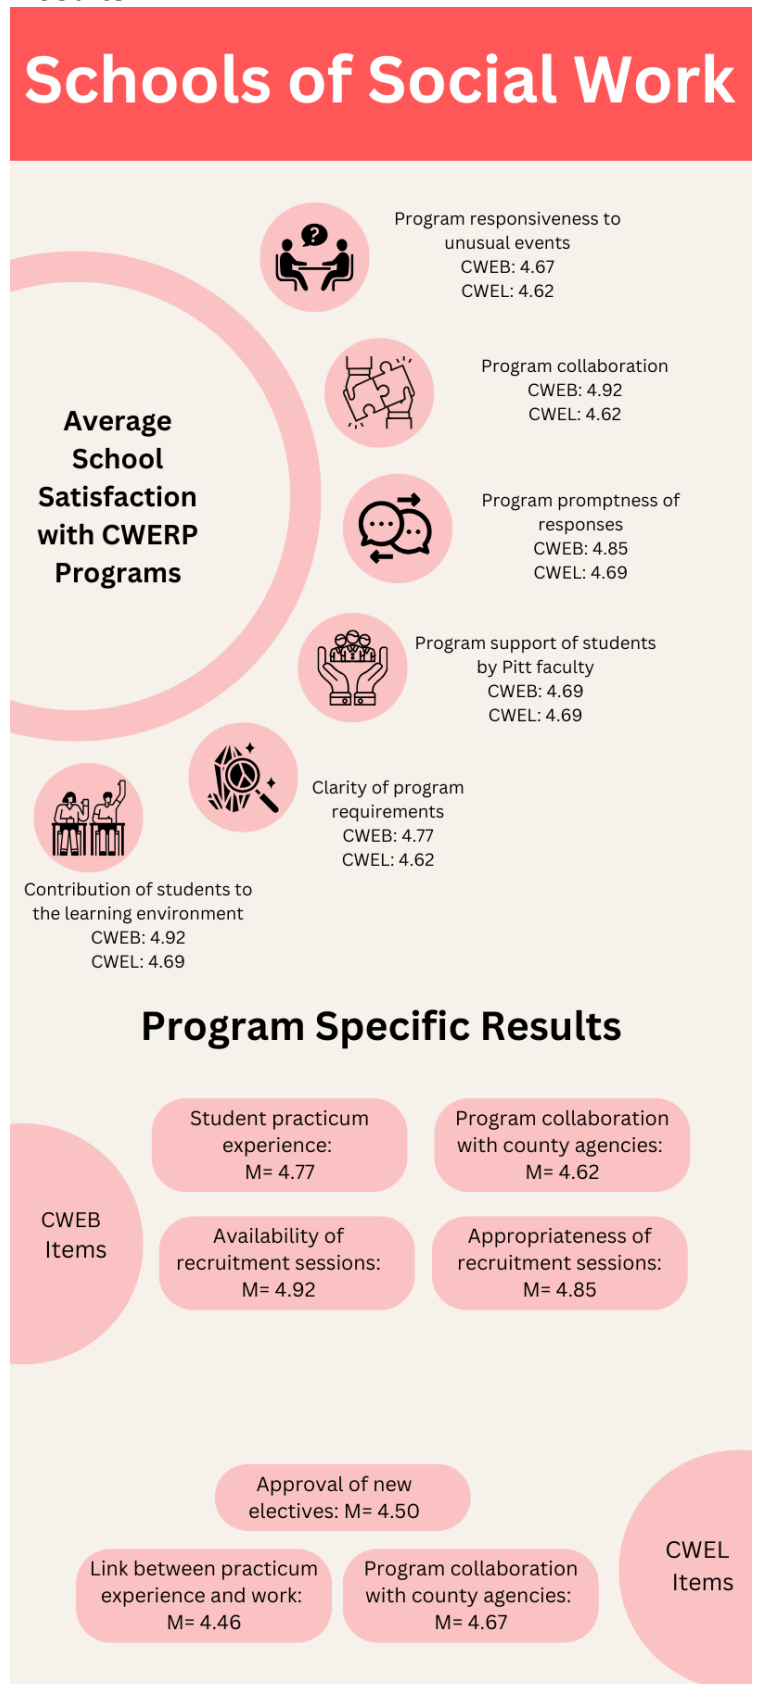 Schools of Social Work
Program responsiveness to
unusual events
CWEB: 4.67
CWEL: 4.62
Program collaboration
CWEB: 4.92
CWEL: 4.62
Average
School
Satisfaction
with CWERP
Programs
Program promptness of
responses
CWEB: 4.85
CWEL: 4.69
Program support of students
by Pitt faculty
CWEB: 4.69
CWEL: 4.69
Clarity of program
requirements
CWEB: 4.77
CWEL: 4.62
Contribution of students to
the learning environment
CWEB: 4.92
CWEL: 4.69
Program Specific Results
CWEB
Items
Student practicum
experience:
M= 4.77
Program collaboration
with county agencies:
M= 4.62
Availability of
recruitment sessions:
M= 4.92
Appropriateness of
recruitment sessions:
M= 4.85
Approval of new
electives: M= 4.50
CWEL
Items
Link between practicum
experience and work:
M= 4.46
Program collaboration
with county agencies:
M= 4.67